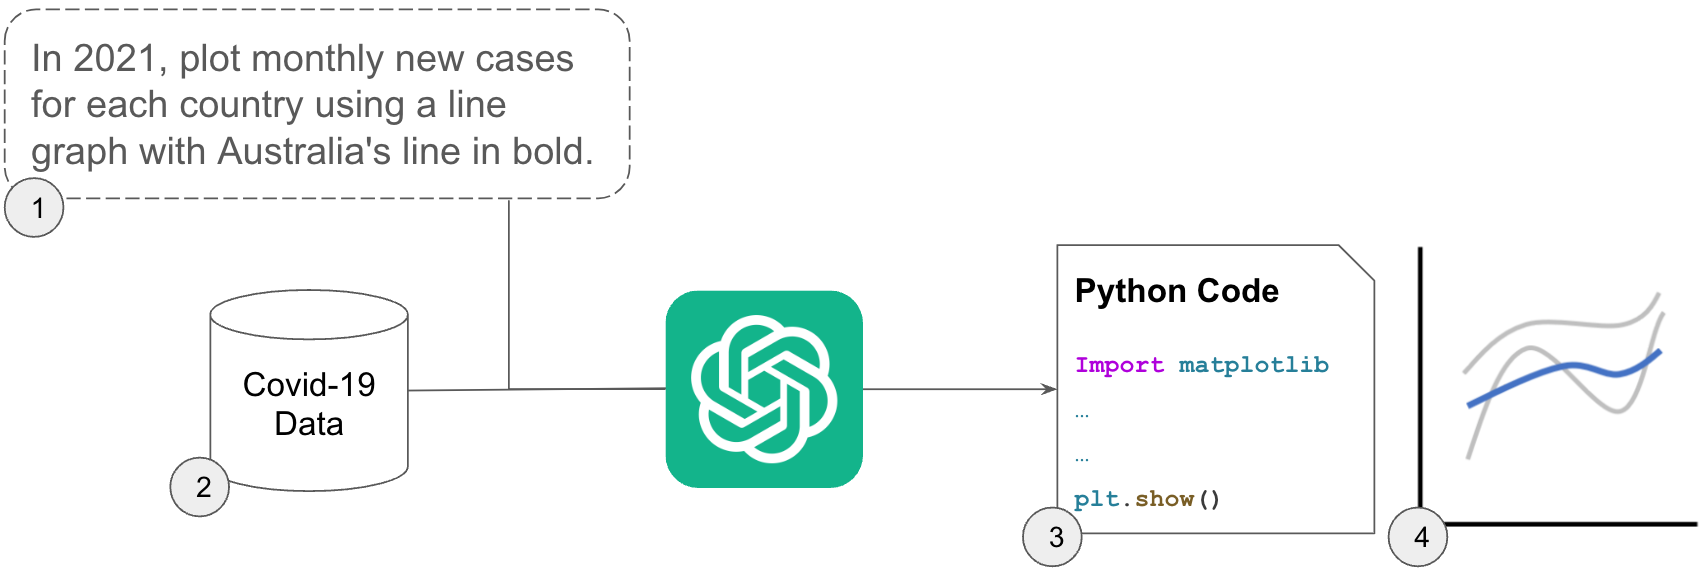 In 2021, plot monthly new cases
for each country using a line
graph with Australia's line in bold.
1
Covid-19
Data
2
Python Code
Import matplotlib
…
…
plt.show()
3
4